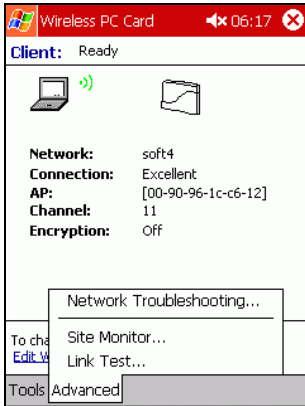 Wireless PC Card 06:17
Client: Ready
Network: soft4
Connection: Excellent
AP: [00-90-96-1c-c6-12]
Channel: 11
Encryption: Off
Network Troubleshooting...
To cha
Site Monitor...
Edit W
Link Test...
Tools Advanced